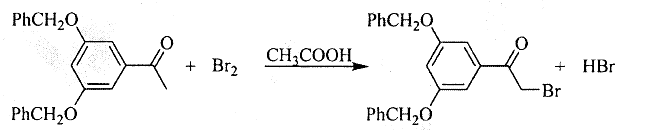 PhCH₂O PhCH₂O
O O
+ Br₂ CH₃COOH + HBr
Br
PhCH₂O PhCH₂O